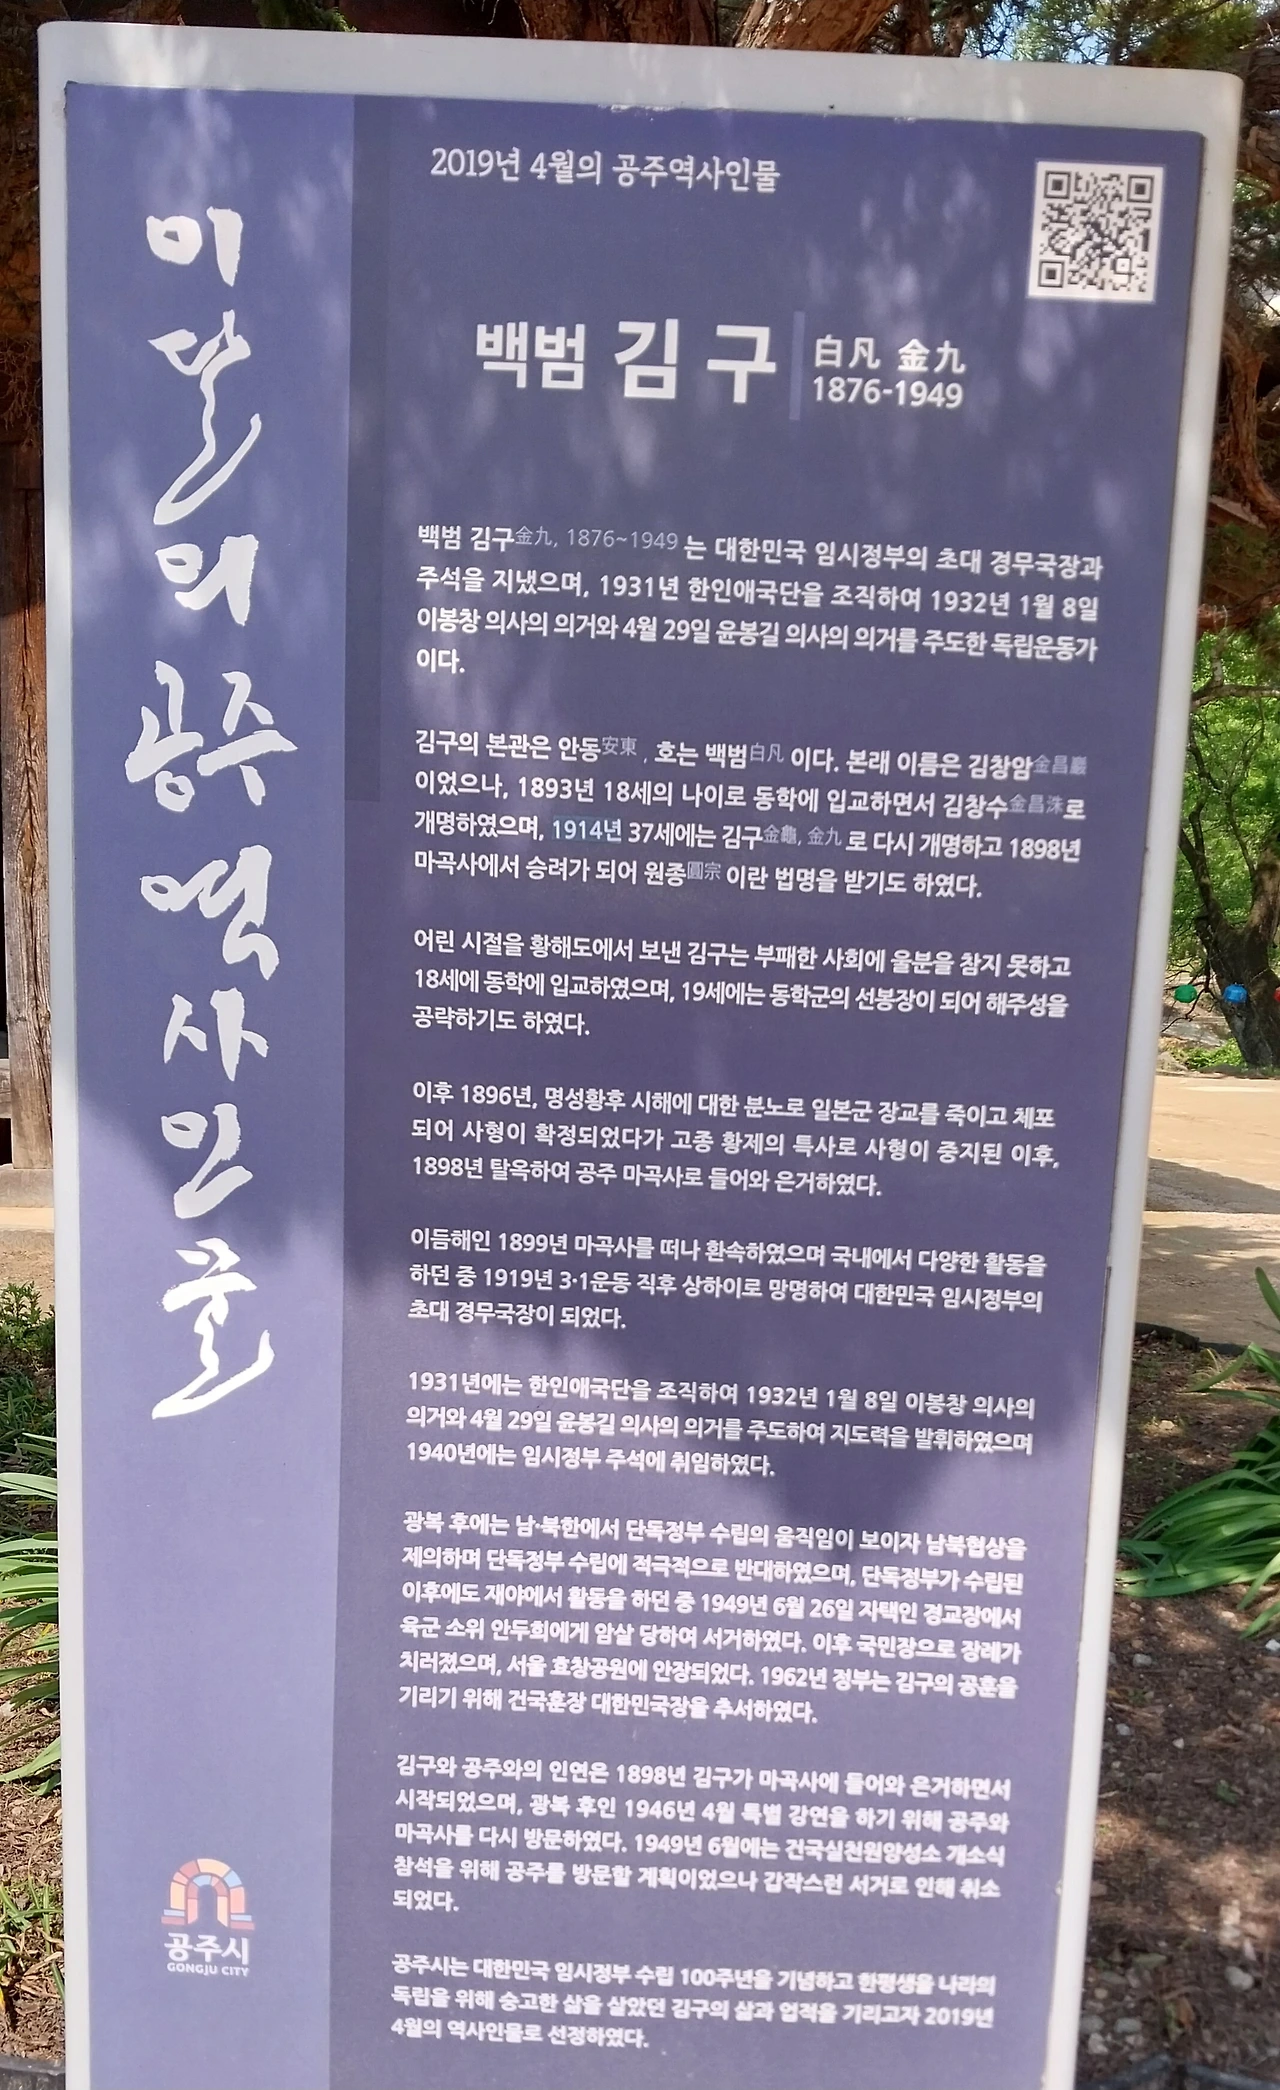 이달의 공주 역사인물
2019년 4월의 공주역사인물
백범 김구
白凡 金九
1876-1949
백범 김구金九, 1876~1949 는 대한민국 임시정부의 초대 경무국장과
주석을 지냈으며, 1931년 한인애국단을 조직하여 1932년 1월 8일
이봉창 의사의 의거와 4월 29일 윤봉길 의사의 의거를 주도한 독립운동가
이다.
김구의 본관은 안동安東 , 호는 백범白凡 이다. 본래 이름은 김창암金昌巖
이었으나, 1893년 18세의 나이로 동학에 입교하면서 김창수金昌洙로
개명하였으며, 1914년 37세에는 김구金龜, 金九 로 다시 개명하고 1898년
마곡사에서 승려가 되어 원종圓宗 이란 법명을 받기도 하였다.
어린 시절을 황해도에서 보낸 김구는 부패한 사회에 울분을 참지 못하고
18세에 동학에 입교하였으며, 19세에는 동학군의 선봉장이 되어 해주성을
공략하기도 하였다.
이후 1896년, 명성황후 시해에 대한 분노로 일본군 장교를 죽이고 체포
되어 사형이 확정되었다가 고종 황제의 특사로 사형이 중지된 이후,
1898년 탈옥하여 공주 마곡사로 들어와 은거하였다.
이듬해인 1899년 마곡사를 떠나 환속하였으며 국내에서 다양한 활동을
하던 중 1919년 3·1운동 직후 상하이로 망명하여 대한민국 임시정부의
초대 경무국장이 되었다.
1931년에는 한인애국단을 조직하여 1932년 1월 8일 이봉창 의사의
의거와 4월 29일 윤봉길 의사의 의거를 주도하여 지도력을 발휘하였으며
1940년에는 임시정부 주석에 취임하였다.
광복 후에는 남·북한에서 단독정부 수립의 움직임이 보이자 남북협상을
제의하며 단독정부 수립에 적극적으로 반대하였으며, 단독정부가 수립된
이후에도 재야에서 활동을 하던 중 1949년 6월 26일 자택인 경교장에서
육군 소위 안두희에게 암살 당하여 서거하였다. 이후 국민장으로 장례가
치러졌으며, 서울 효창공원에 안장되었다. 1962년 정부는 김구의 공훈을
기리기 위해 건국훈장 대한민국장을 추서하였다.
김구와 공주와의 인연은 1898년 김구가 마곡사에 들어와 은거하면서
시작되었으며, 광복 후인 1946년 4월 특별 강연을 하기 위해 공주와
마곡사를 다시 방문하였다. 1949년 6월에는 건국실천원양성소 개소식
참석을 위해 공주를 방문할 계획이었으나 갑작스런 서거로 인해 취소
되었다.
공주시는 대한민국 임시정부 수립 100주년을 기념하고 한평생을 나라의
독립을 위해 숭고한 삶을 살았던 김구의 삶과 업적을 기리고자 2019년
4월의 역사인물로 선정하였다.
공주시
GONGJU CITY